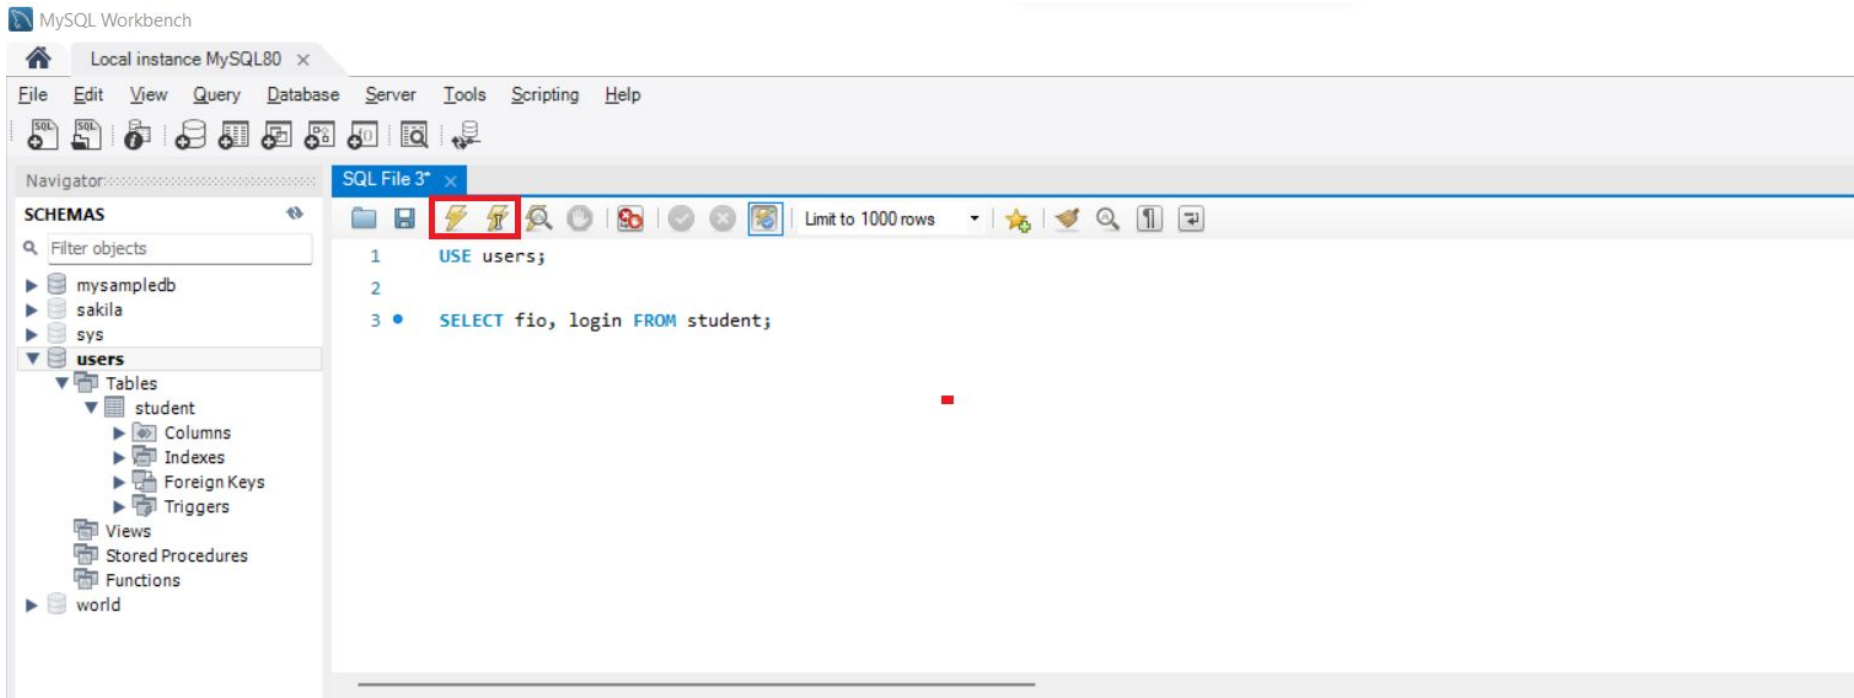 MySQL Workbench
Local instance MySQL80
File Edit View Query Database Server Tools Scripting Help
SQL SQL
Navigator
SQL File 3*
SCHEMAS
Limit to 1000 rows
Filter objects
1 USE users;
2
3 SELECT fio, login FROM student;
mysampledb
sakila
sys
users
Tables
student
Columns
Indexes
Foreign Keys
Triggers
Views
Stored Procedures
Functions
world